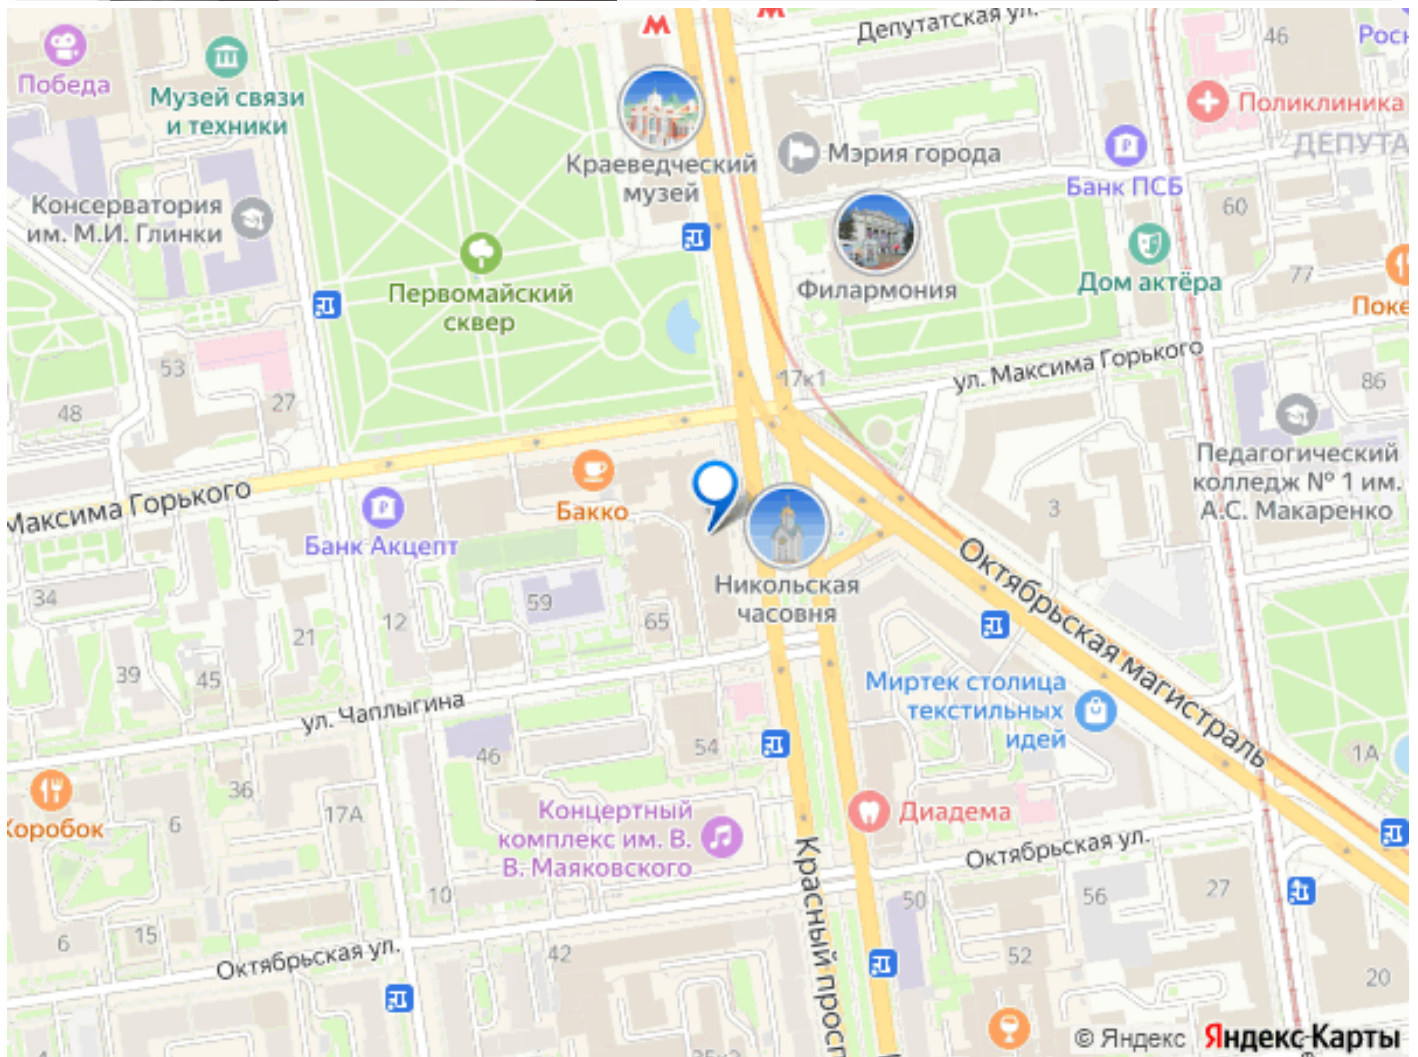 Депутатская ул.
46
Росн
Победа
Музей связи
и техники
Поликлиника
12
ДЕПУТА
Краеведческий
музей
Мэрия города
Банк ПСБ
Консерватория
им. М.И. Глинки
60
Дом актёра
77
Первомайский
сквер
Филармония
Поке
53
17к1
ул. Максима Горького
86
48
27
Педагогический
колледж № 1 им.
А.С. Макаренко
Максима Горького
Бакко
3
Банк Акцепт
Октябрьская магистраль
34
59
Никольская
часовня
12
65
21
39
45
Миртек столица
текстильных
идей
ул. Чаплыгина
46
54
1А
36
Коробок
6
17А
Концертный
комплекс им. В.
В. Маяковского
Диадема
Красный просп
Октябрьская ул.
10
50
56
27
6
15
Октябрьская ул.
42
52
20
© Яндекс Яндекс Карты